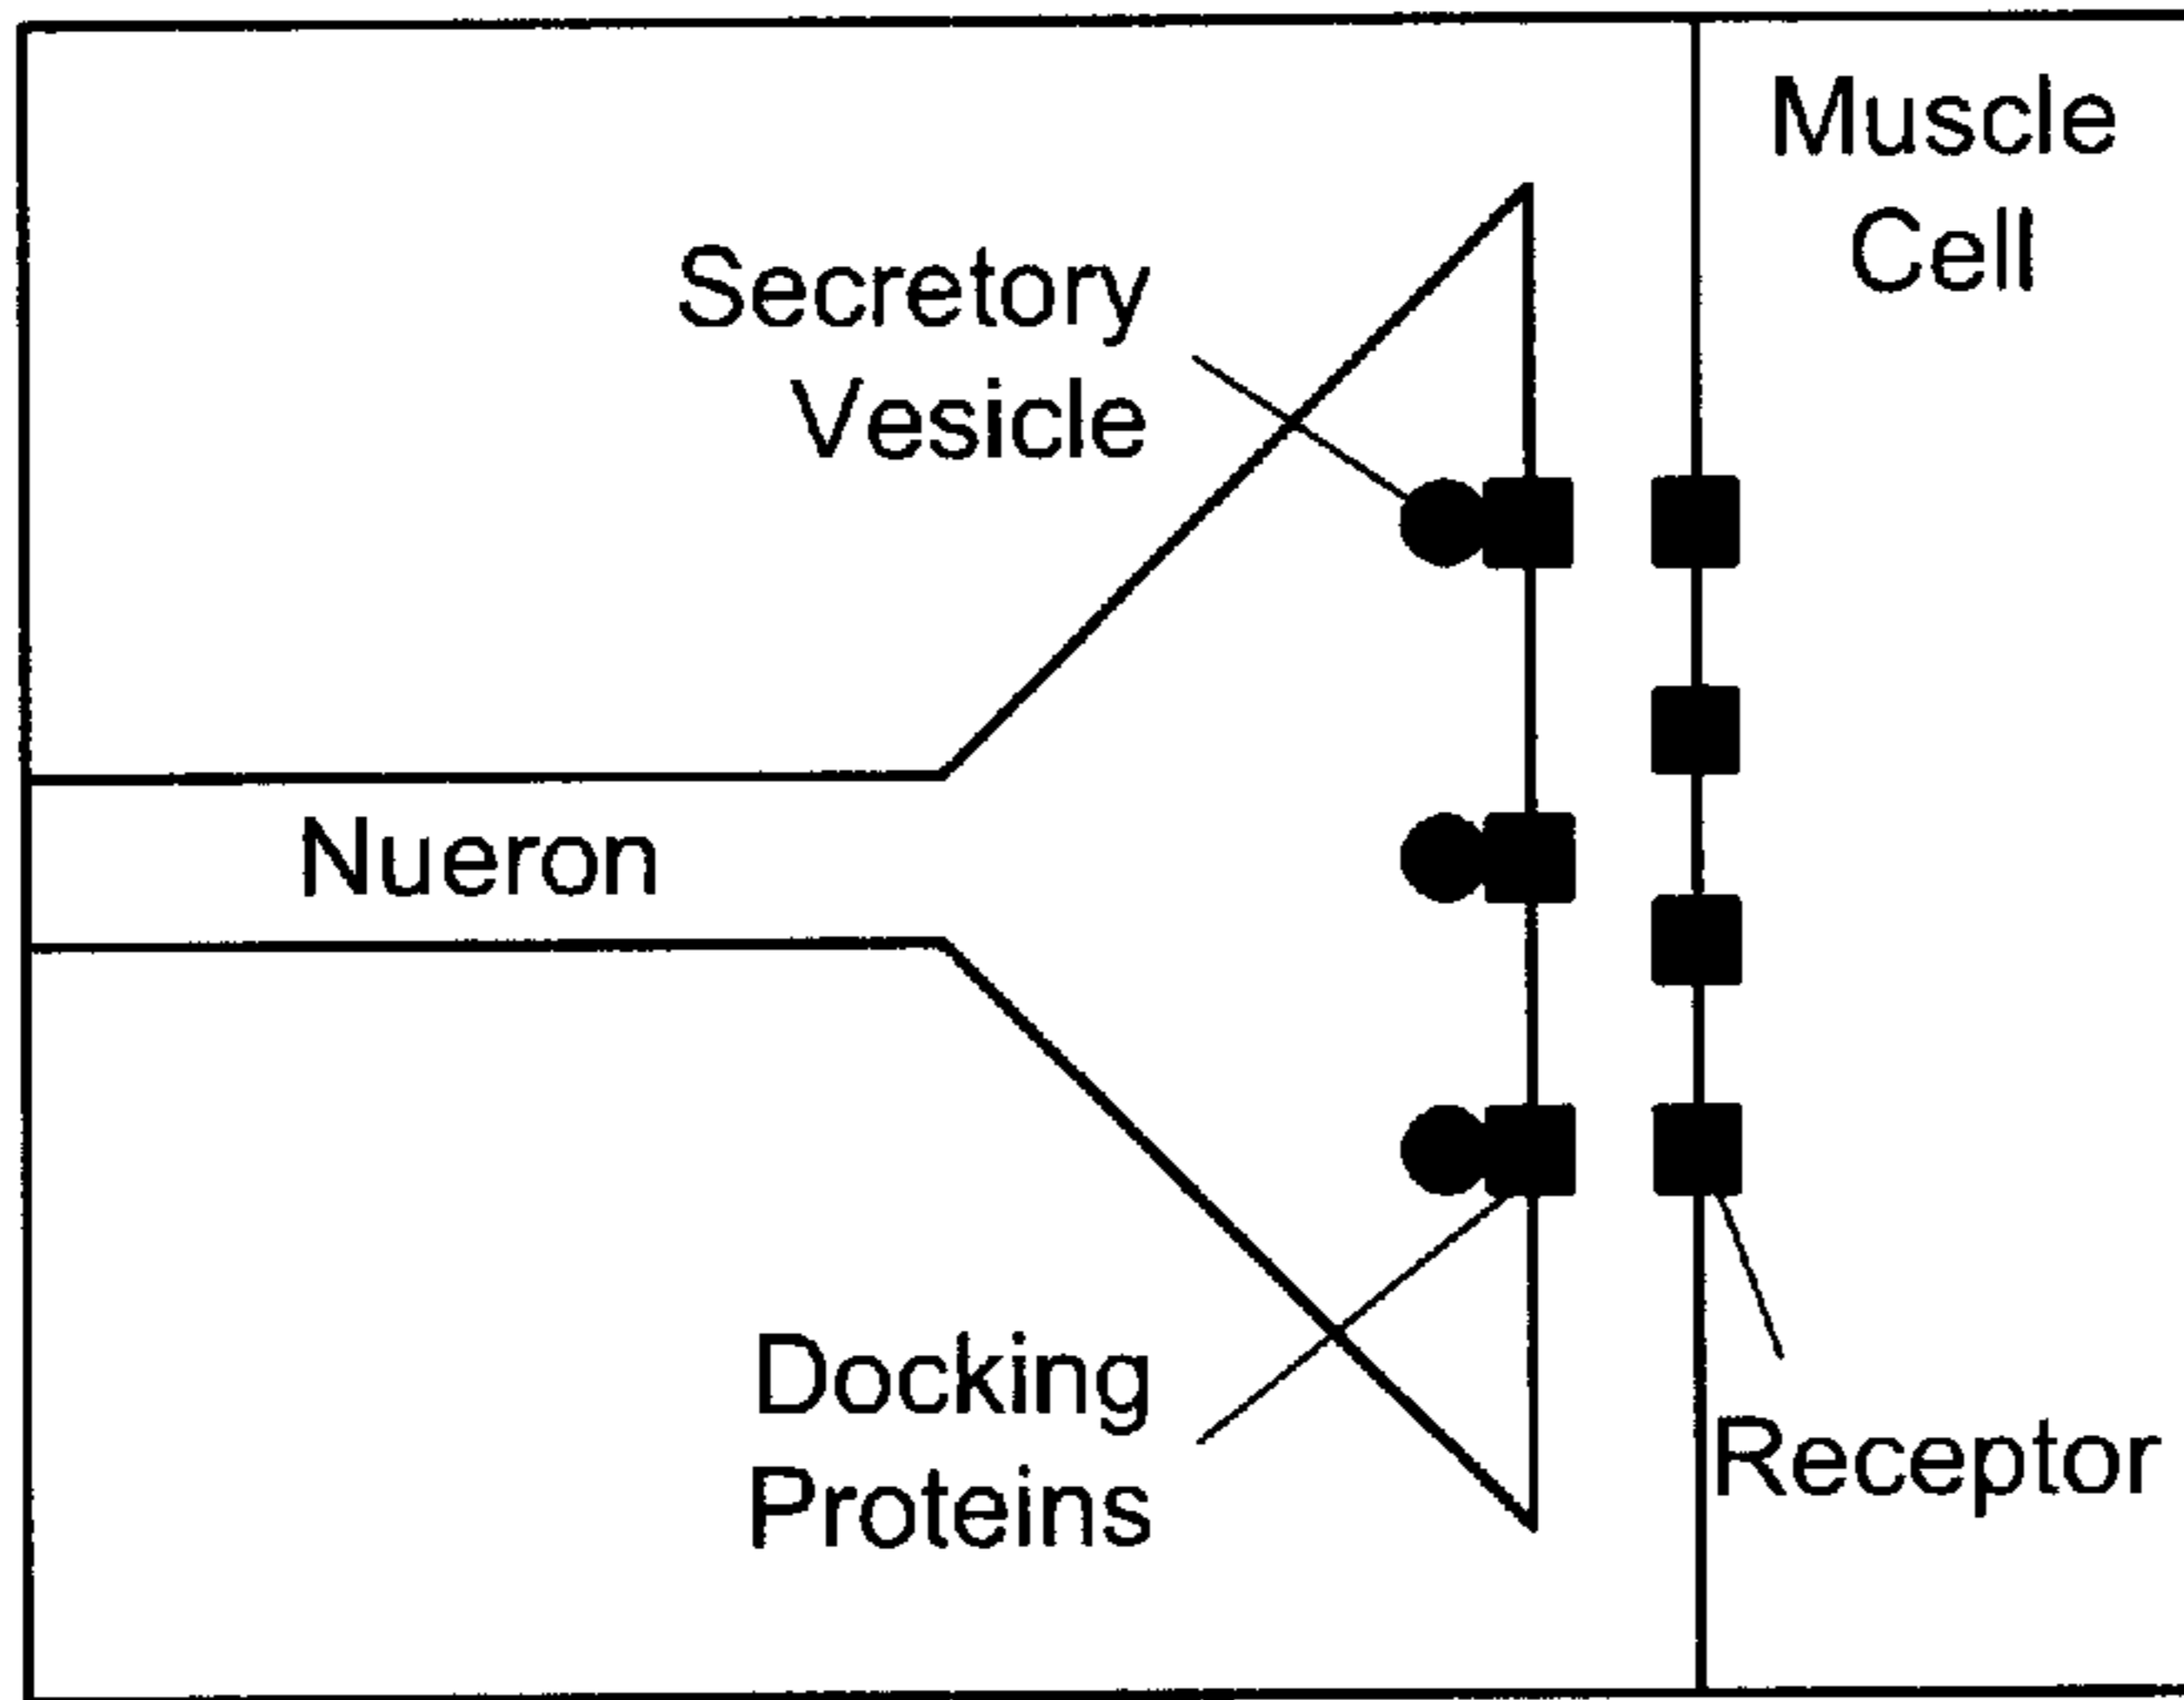 Muscle
Cell
Secretory
Vesicle
Nueron
Docking
Proteins
Receptor